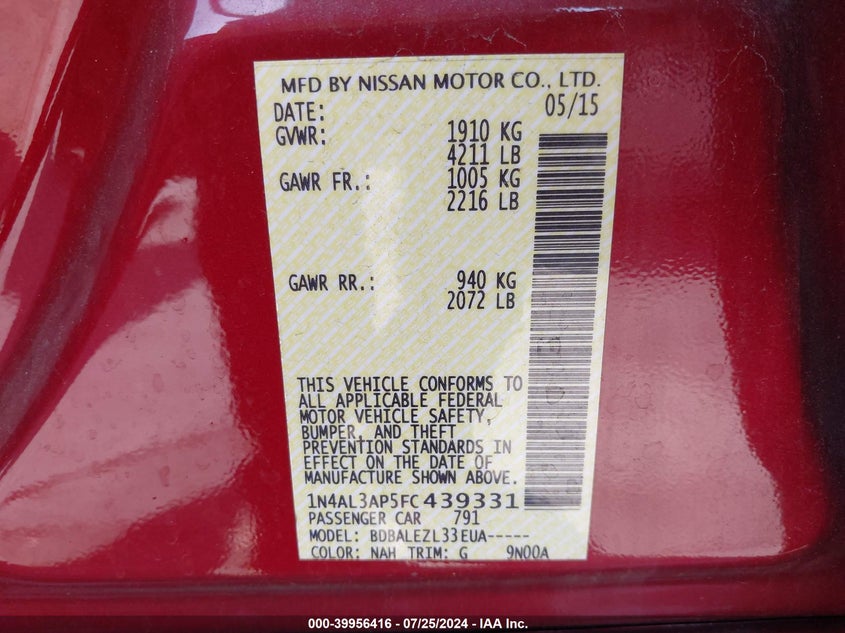 MFD BY NISSAN MOTOR CO., LTD.
DATE: 05/15
GVWR: 1910 KG
4211 LB
GAWR FR.: 1005 KG
2216 LB
GAWR RR.: 940 KG
2072 LB
THIS VEHICLE CONFORMS TO
ALL APPLICABLE FEDERAL
MOTOR VEHICLE SAFETY,
BUMPER, AND THEFT
PREVENTION STANDARDS IN
EFFECT ON THE DATE OF
MANUFACTURE SHOWN ABOVE.
1N4AL3AP5FC439331
PASSENGER CAR 791
MODEL: BDBALEZL33EUA-----
COLOR: NAH TRIM: G 9N00A
000-39956416 - 07/25/2024 - IAA Inc.